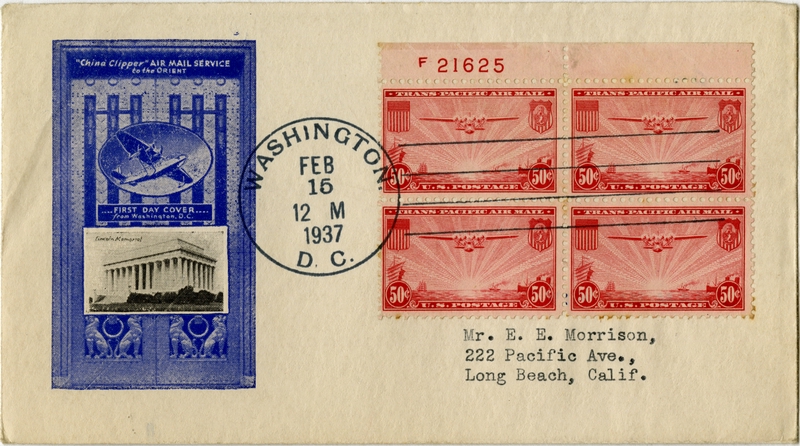 "China Clipper" AIR MAIL SERVICE
to the ORIENT
....FIRST DAY COVER....
from Washington, D.C.
Lincoln Memorial
WASHINGTON,
FEB
15
12 M
1937
D. C.
F 21625
TRANS-PACIFIC AIR MAIL
50¢ 50¢
U.S. POSTAGE
TRANS-PACIFIC AIR MAIL
50¢ 50¢
U.S. POSTAGE
TRANS-PACIFIC AIR MAIL
50¢ 50¢
U.S. POSTAGE
TRANS-PACIFIC AIR MAIL
50¢ 50¢
U.S. POSTAGE
Mr. E. E. Morrison,
222 Pacific Ave.,
Long Beach, Calif.